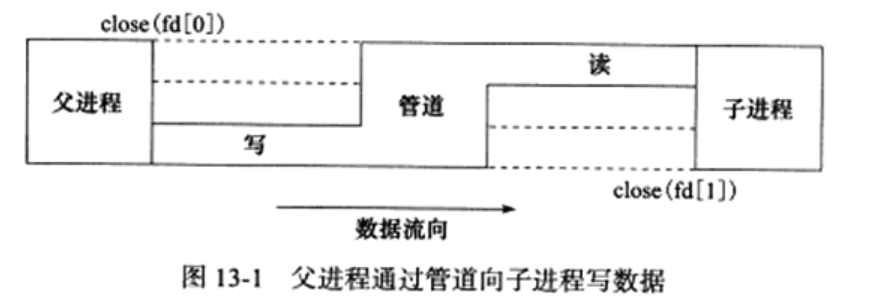 close(fd[0])
读
父进程
管道
子进程
写
close(fd[1])
数据流向
图 13-1 父进程通过管道向子进程写数据